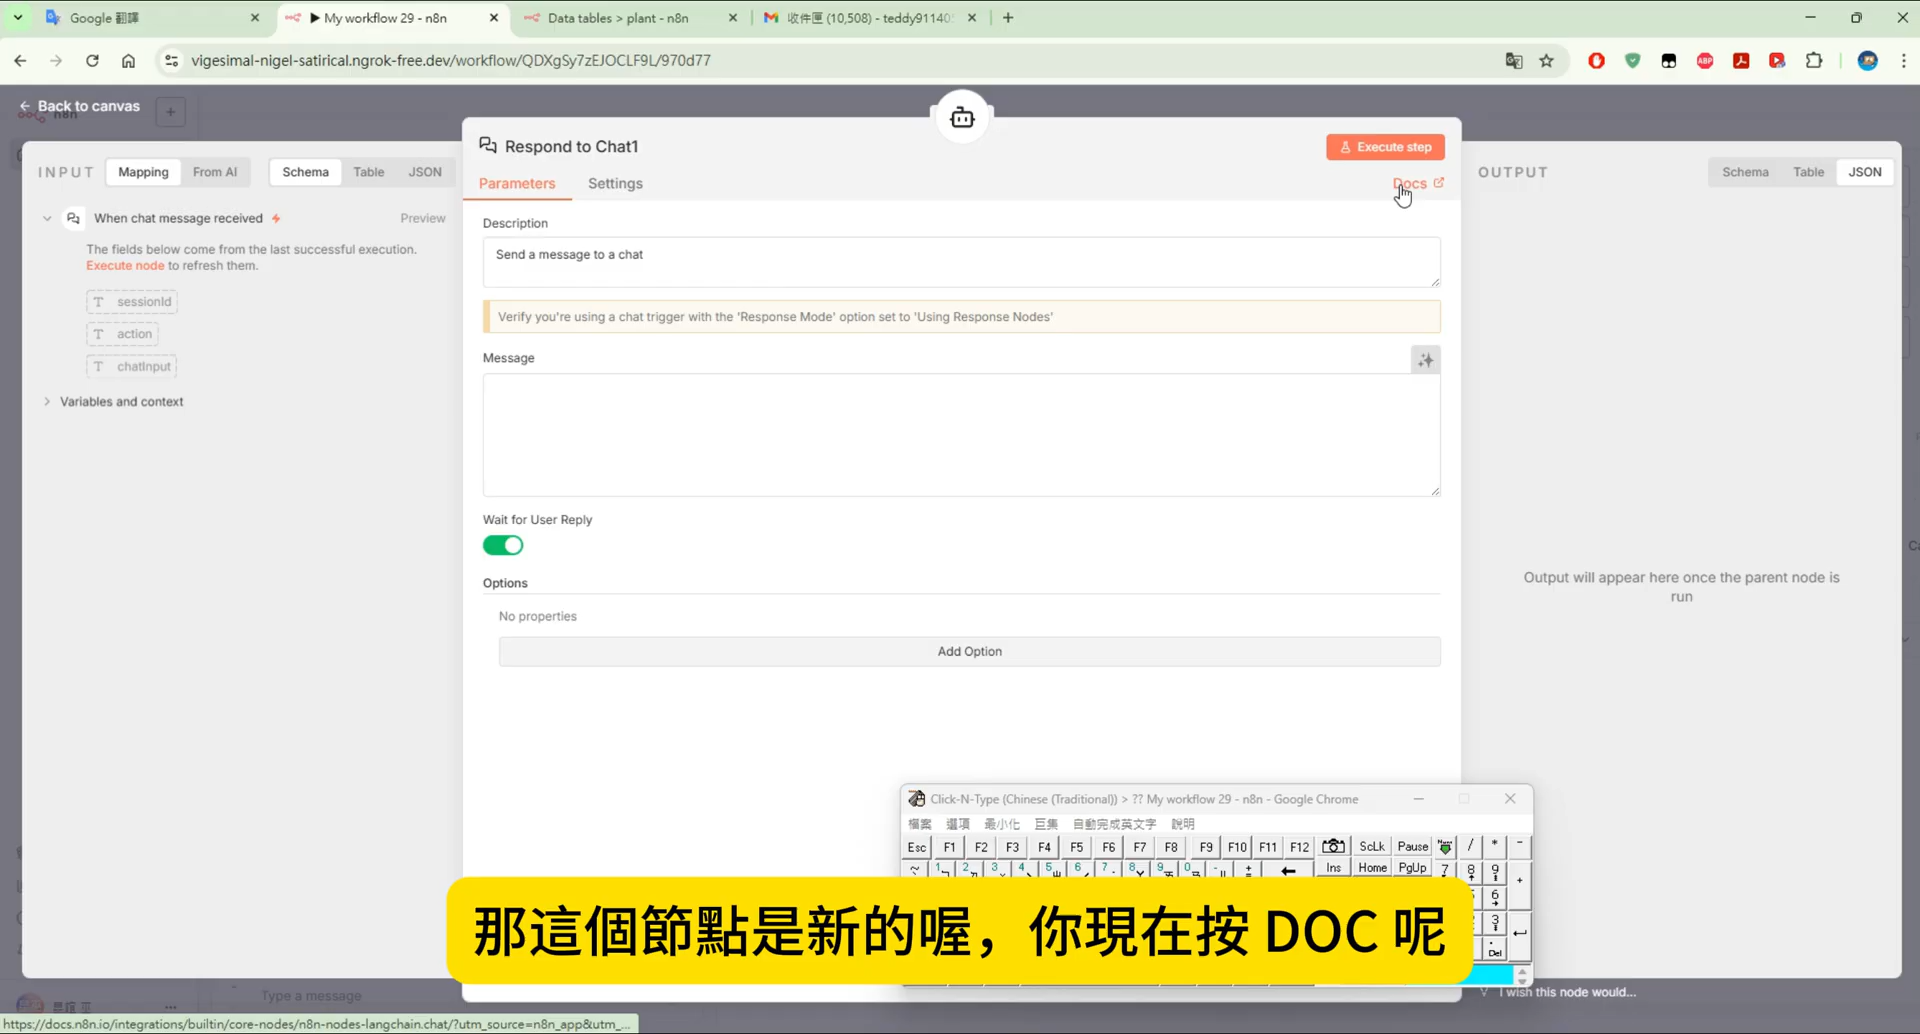 Google 翻譯
My workflow 29 - n8n
Data tables > plant - n8n
收件匣 (10,508) - teddy91140
vigesimal-nigel-satirical.ngrok-free.dev/workflow/QDXgSy7zEJOCLF9L/970d77
ABP
Back to canvas
n8n
INPUT
Mapping
From AI
Schema
Table
JSON
When chat message received
Preview
The fields below come from the last successful execution.
Execute node to refresh them.
T sessionId
T action
T chatInput
Variables and context
Respond to Chat1
Execute step
Parameters
Settings
Docs
Description
Send a message to a chat
Verify you're using a chat trigger with the 'Response Mode' option set to 'Using Response Nodes'
Message
Wait for User Reply
Options
No properties
Add Option
OUTPUT
Schema
Table
JSON
Output will appear here once the parent node is
run
Click-N-Type (Chinese (Traditional)) > ?? My workflow 29 - n8n - Google Chrome
檔案 選項 最小化 巨集 自動完成英文字 說明
Esc F1 F2 F3 F4 F5 F6 F7 F8 F9 F10 F11 F12 ScLk Pause / * -
Ins Home PgUp 7 8 9 +
6
3
Del
那這個節點是新的喔，你現在按 DOC 呢
Type a message
I wish this node would...
https://docs.n8n.io/integrations/builtin/core-nodes/n8n-nodes-langchain.chat/?utm_source=n8n_app&utm_...